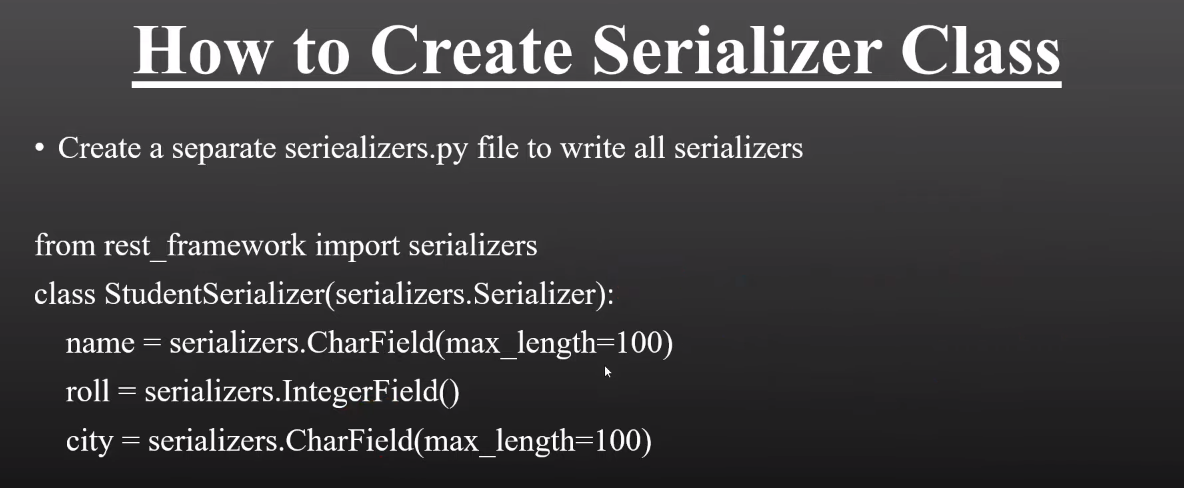 How to Create Serializer Class
• Create a separate seriealizers.py file to write all serializers
from rest_framework import serializers
class StudentSerializer(serializers.Serializer):
name = serializers.CharField(max_length=100)
roll = serializers.IntegerField()
city = serializers.CharField(max_length=100)